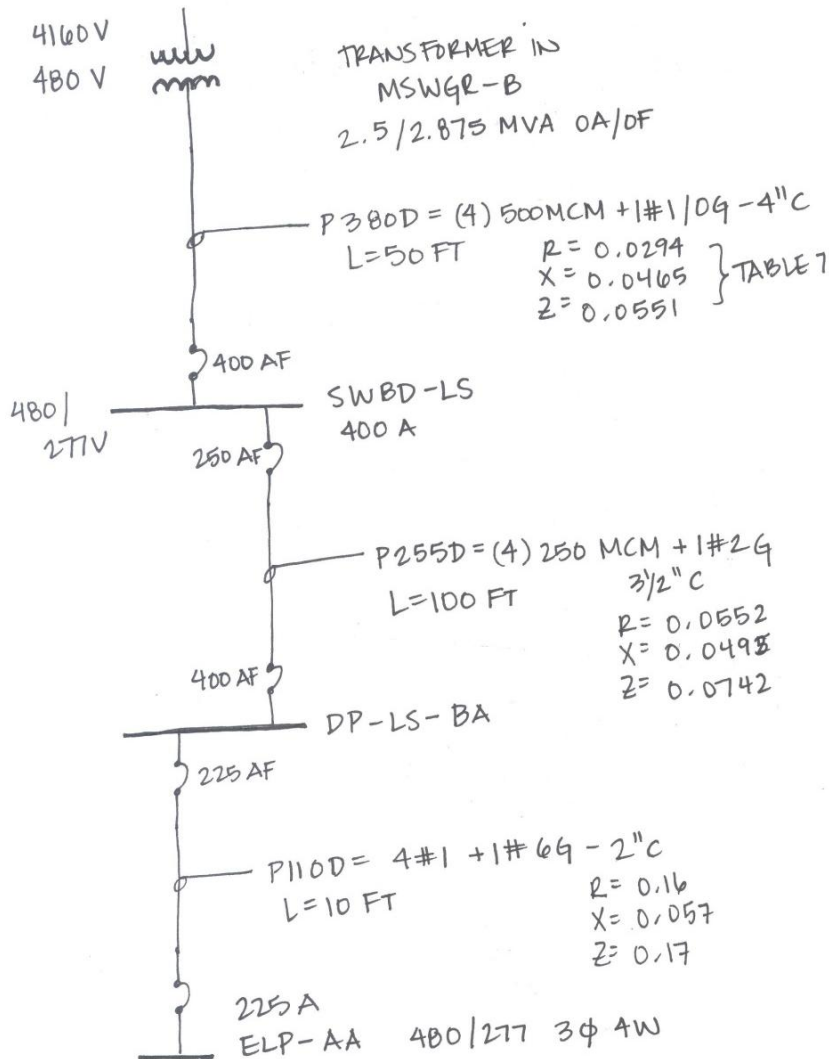 4160 V
480 V
TRANSFORMER IN
MSWGR-B
2.5/2.875 MVA OA/OF
P380D = (4) 500MCM + 1#1/0G - 4"C
L=50 FT
R = 0.0294
X = 0.0465
Z = 0.0551
} TABLE 7
400 AF
SWBD-LS
400 A
480/
277V
250 AF
P255D = (4) 250 MCM + 1#2G
3½"C
L=100 FT
R = 0.0552
X = 0.0495
Z = 0.0742
400 AF
DP-LS-BA
225 AF
P110D = 4#1 + 1#6G - 2"C
L=10 FT
R = 0.16
X = 0.057
Z = 0.17
225 A
ELP-AA 480/277 3φ 4W